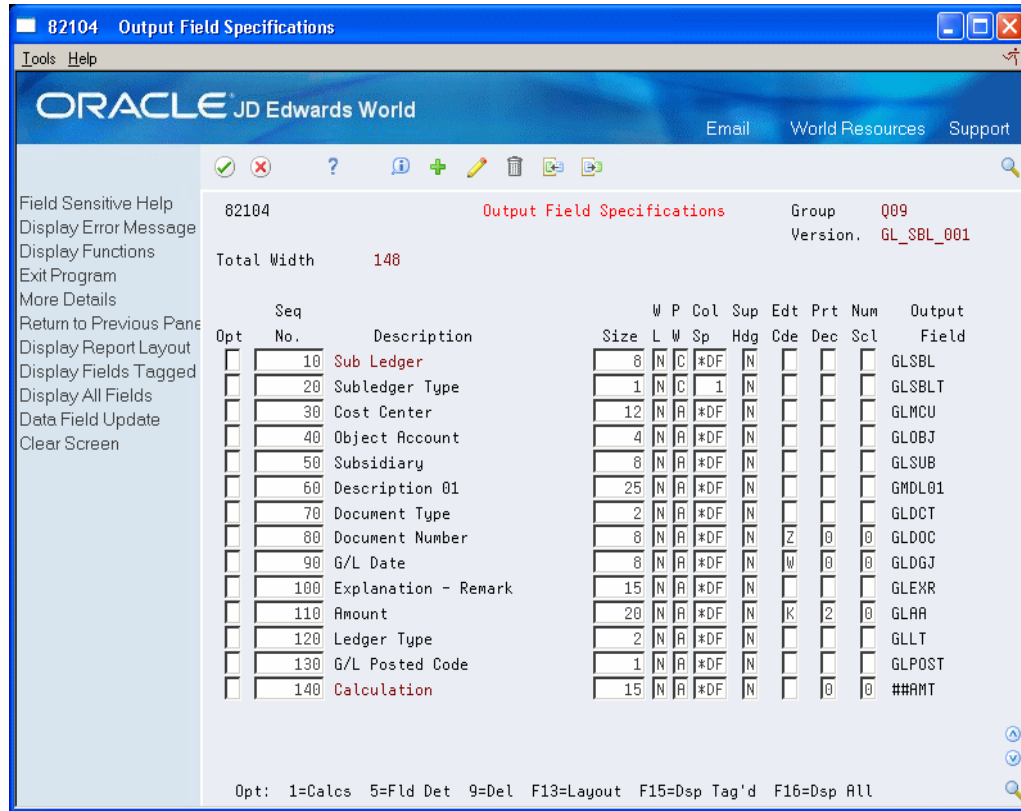 82104 Output Field Specifications
Tools Help
ORACLE JD Edwards World
Email World Resources Support
Field Sensitive Help
Display Error Message
Display Functions
Exit Program
More Details
Return to Previous Pane
Display Report Layout
Display Fields Tagged
Display All Fields
Data Field Update
Clear Screen
82104 Output Field Specifications Group Q09
Version. GL_SBL_001
Total Width 148
Seq W P Col Sup Edt Prt Num Output
Opt No. Description Size L W Sp Hdg Cde Dec Scl Field
10 Sub Ledger 8 N C *DF N GLSBL
20 Subledger Type 1 N C 1 N GLSBLT
30 Cost Center 12 N A *DF N GLMCU
40 Object Account 4 N A *DF N GLOBJ
50 Subsidiary 8 N A *DF N GLSUB
60 Description 01 25 N A *DF N GMDL01
70 Document Type 2 N A *DF N GLDCT
80 Document Number 8 N A *DF N Z 0 0 GLDOC
90 G/L Date 8 N A *DF N W 0 0 GLDGJ
100 Explanation - Remark 15 N A *DF N GLEXR
110 Amount 20 N A *DF N K 2 0 GLAA
120 Ledger Type 2 N A *DF N GLLT
130 G/L Posted Code 1 N A *DF N GLPOST
140 Calculation 15 N A *DF N 0 0 ##AMT
Opt: 1=Calcs 5=Fld Det 9=Del F13=Layout F15=Dsp Tag'd F16=Dsp All